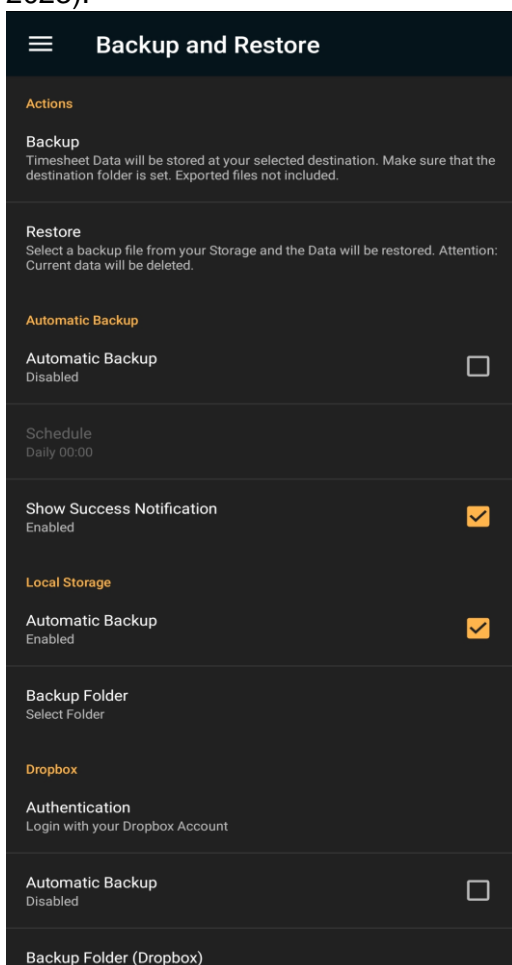 Backup and Restore
Actions
Backup
Timesheet Data will be stored at your selected destination. Make sure that the
destination folder is set. Exported files not included.
Restore
Select a backup file from your Storage and the Data will be restored. Attention:
Current data will be deleted.
Automatic Backup
Automatic Backup
Disabled
Schedule
Daily 00:00
Show Success Notification
Enabled
Local Storage
Automatic Backup
Enabled
Backup Folder
Select Folder
Dropbox
Authentication
Login with your Dropbox Account
Automatic Backup
Disabled
Backup Folder (Dropbox)